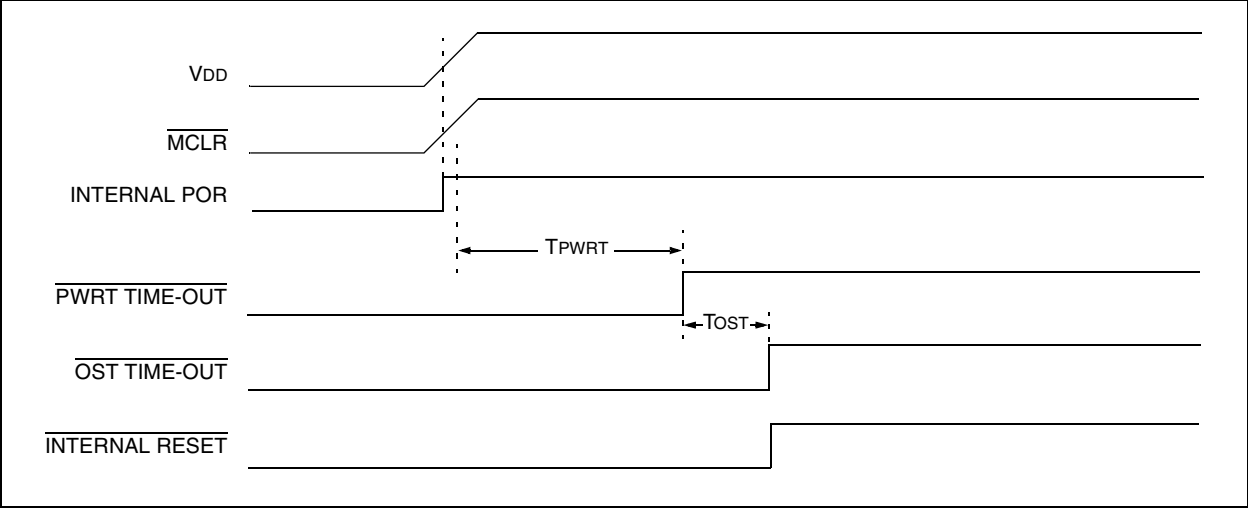 VDD
MCLR
INTERNAL POR
TPWRT
PWRT TIME-OUT
TOST
OST TIME-OUT
INTERNAL RESET